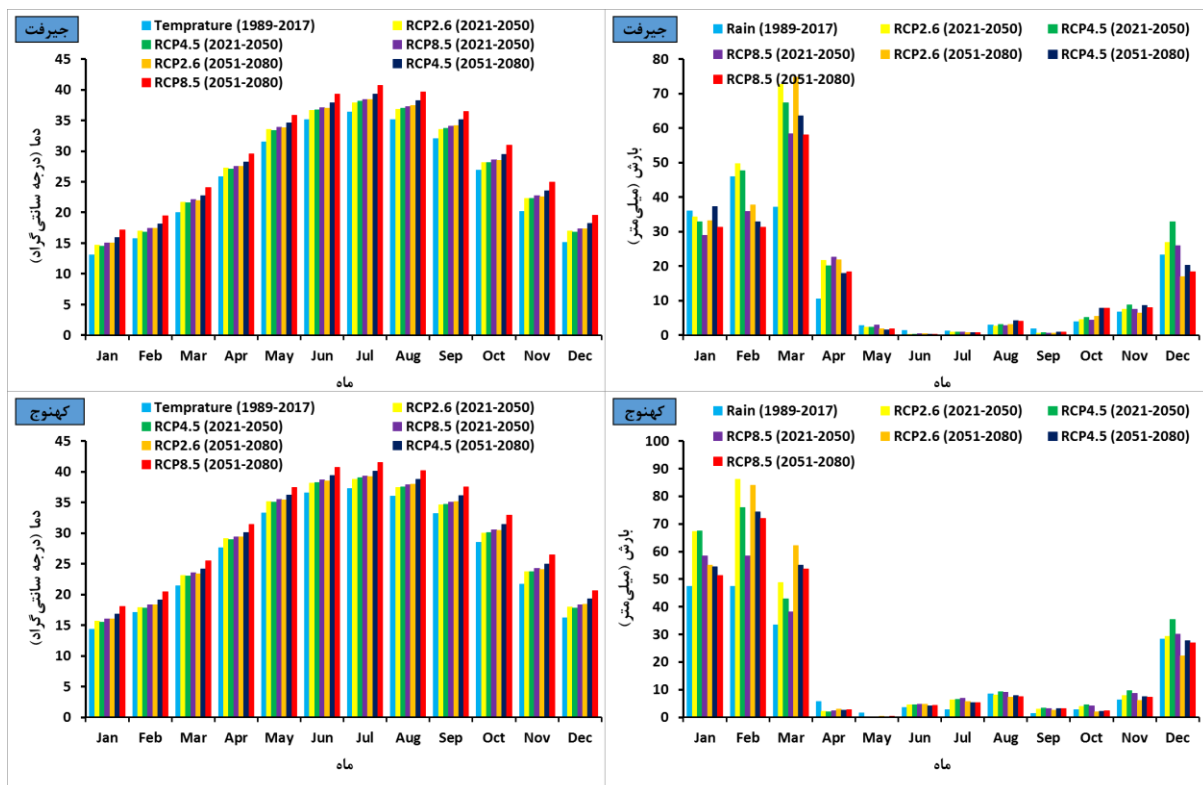 جیرفت
Temprature (1989-2017) RCP2.6 (2021-2050)
RCP4.5 (2021-2050) RCP8.5 (2021-2050)
RCP2.6 (2051-2080) RCP4.5 (2051-2080)
RCP8.5 (2051-2080)
دما (درجه سانتی‌گراد)
45
40
35
30
25
20
15
10
5
0
Jan Feb Mar Apr May Jun Jul Aug Sep Oct Nov Dec
ماه
جیرفت
Rain (1989-2017) RCP2.6 (2021-2050) RCP4.5 (2021-2050)
RCP8.5 (2021-2050) RCP2.6 (2051-2080) RCP4.5 (2051-2080)
RCP8.5 (2051-2080)
بارش (میلی‌متر)
80
70
60
50
40
30
20
10
0
Jan Feb Mar Apr May Jun Jul Aug Sep Oct Nov Dec
ماه
کهنوج
Temprature (1989-2017) RCP2.6 (2021-2050)
RCP4.5 (2021-2050) RCP8.5 (2021-2050)
RCP2.6 (2051-2080) RCP4.5 (2051-2080)
RCP8.5 (2051-2080)
دما (درجه سانتی‌گراد)
45
40
35
30
25
20
15
10
5
0
Jan Feb Mar Apr May Jun Jul Aug Sep Oct Nov Dec
ماه
کهنوج
Rain (1989-2017) RCP2.6 (2021-2050) RCP4.5 (2021-2050)
RCP8.5 (2021-2050) RCP2.6 (2051-2080) RCP4.5 (2051-2080)
RCP8.5 (2051-2080)
بارش (میلی‌متر)
100
90
80
70
60
50
40
30
20
10
0
Jan Feb Mar Apr May Jun Jul Aug Sep Oct Nov Dec
ماه